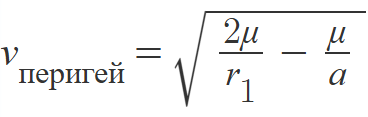 v_перигей = √(2μ/r₁ − μ/a)